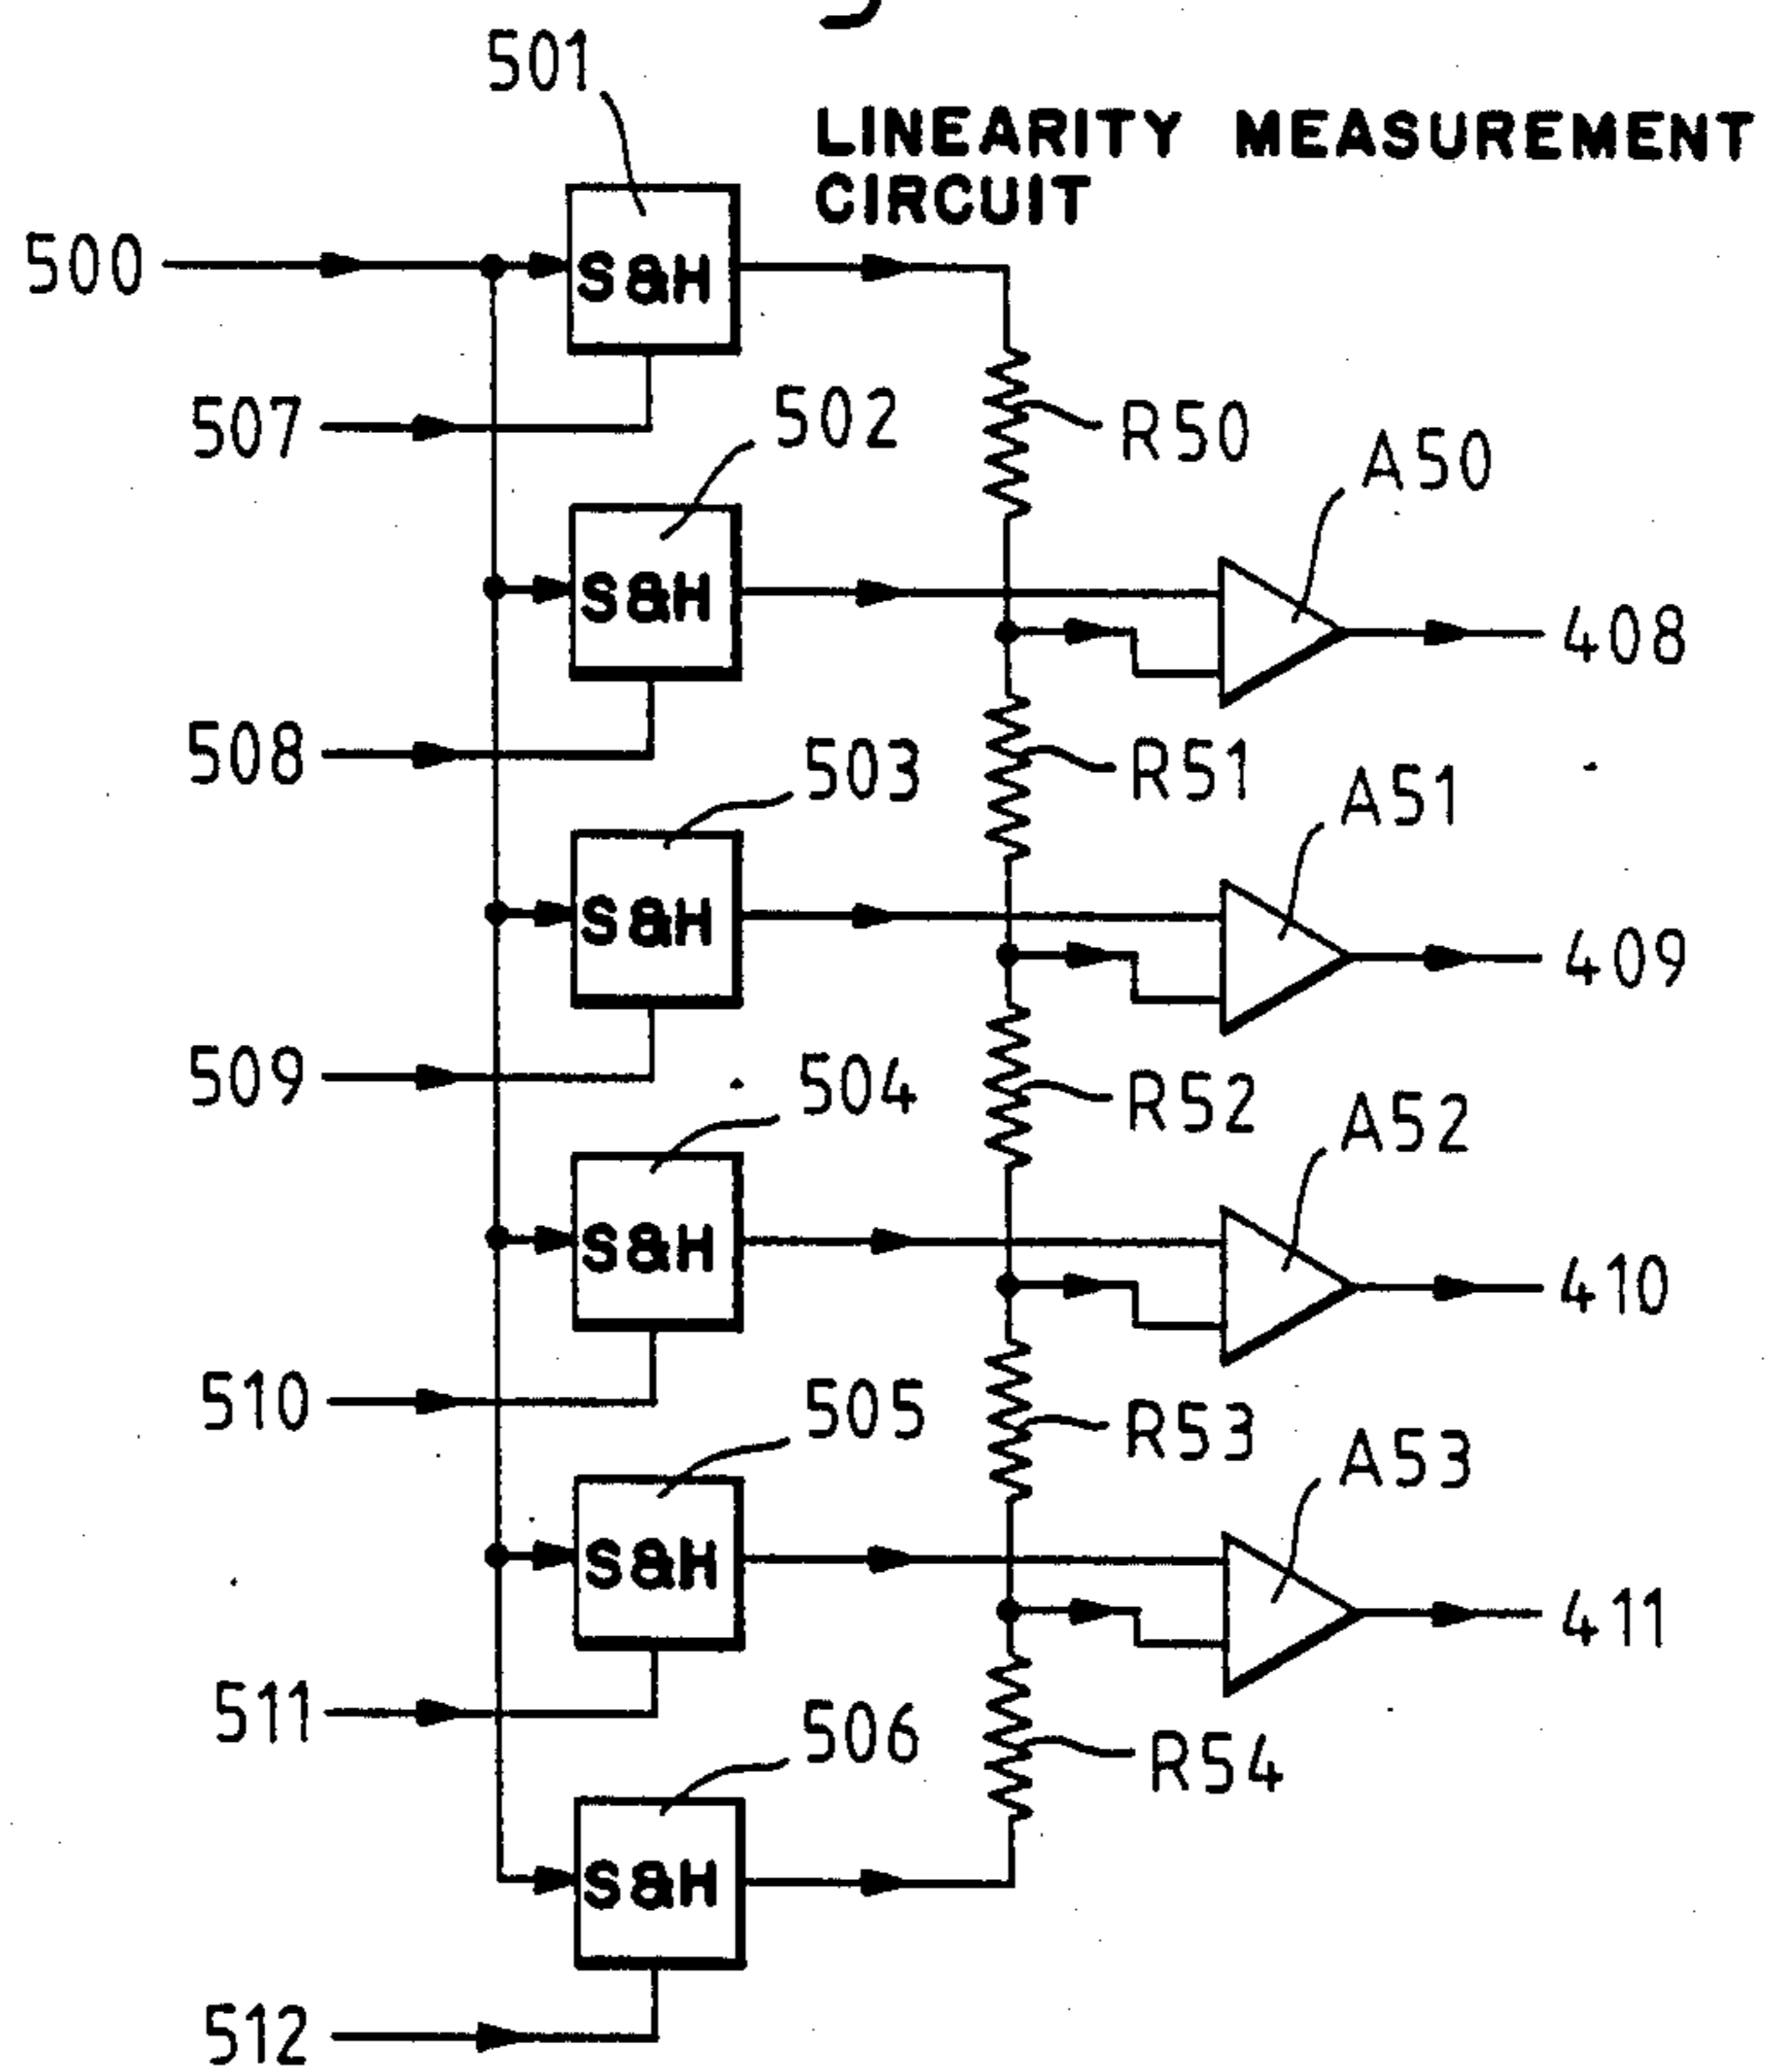 501
LINEARITY MEASUREMENT
CIRCUIT
500
S&H
507
502
R50
A50
S&H
408
508
503
R51
A51
S&H
409
509
504
R52
A52
S&H
410
510
505
R53
A53
S&H
411
511
506
R54
S&H
512